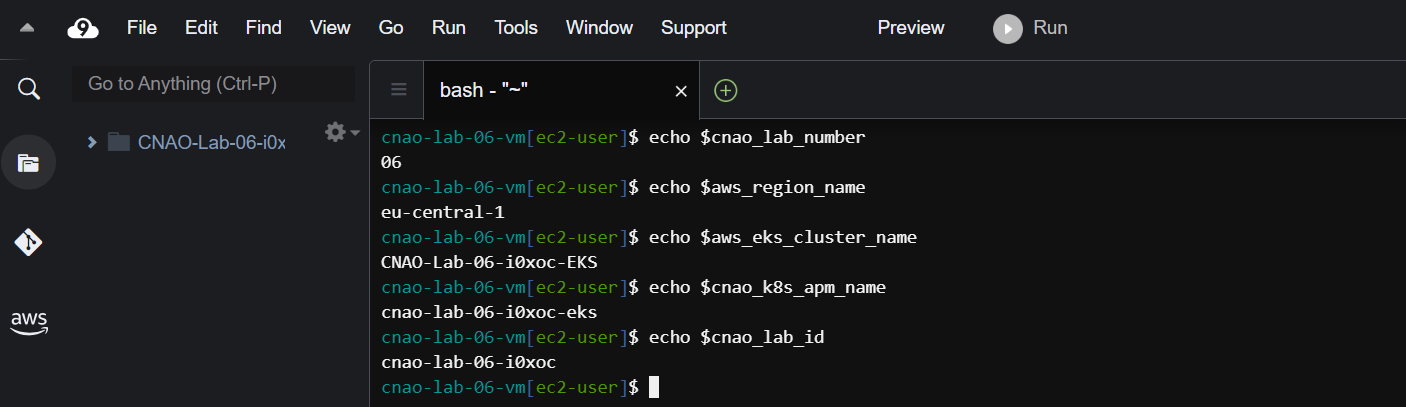 9 File Edit Find View Go Run Tools Window Support Preview Run
Go to Anything (Ctrl-P)
CNAO-Lab-06-i0x
aws
bash - "~"
cnao-lab-06-vm[ec2-user]$ echo $cnao_lab_number
06
cnao-lab-06-vm[ec2-user]$ echo $aws_region_name
eu-central-1
cnao-lab-06-vm[ec2-user]$ echo $aws_eks_cluster_name
CNAO-Lab-06-i0xoc-EKS
cnao-lab-06-vm[ec2-user]$ echo $cnao_k8s_apm_name
cnao-lab-06-i0xoc-eks
cnao-lab-06-vm[ec2-user]$ echo $cnao_lab_id
cnao-lab-06-i0xoc
cnao-lab-06-vm[ec2-user]$